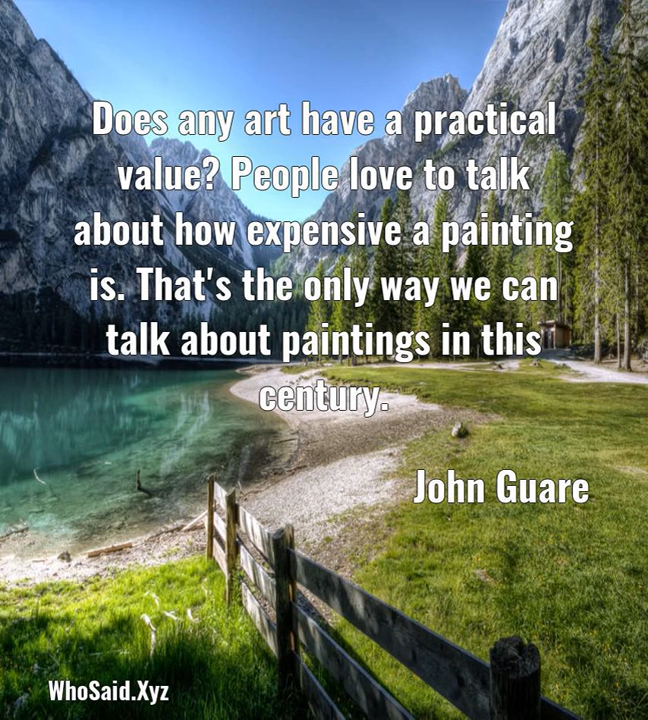 Does any art have a practical
value? People love to talk
about how expensive a painting
is. That's the only way we can
talk about paintings in this
century.
John Guare
WhoSaid.Xyz